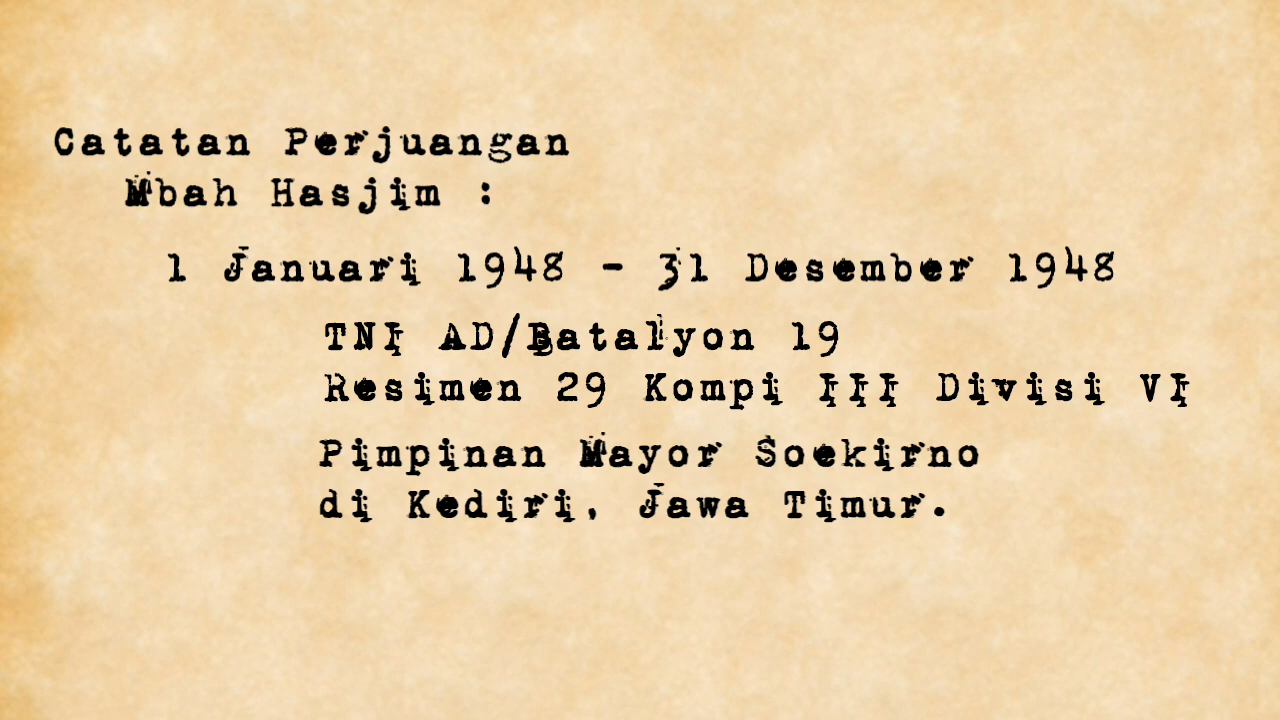 Catatan Perjuangan
Mbah Hasjim :
1 Januari 1948 - 31 Desember 1948
TNI AD/Batalyon 19
Resimen 29 Kompi III Divisi VI
Pimpinan Mayor Soekirno
di Kediri, Jawa Timur.